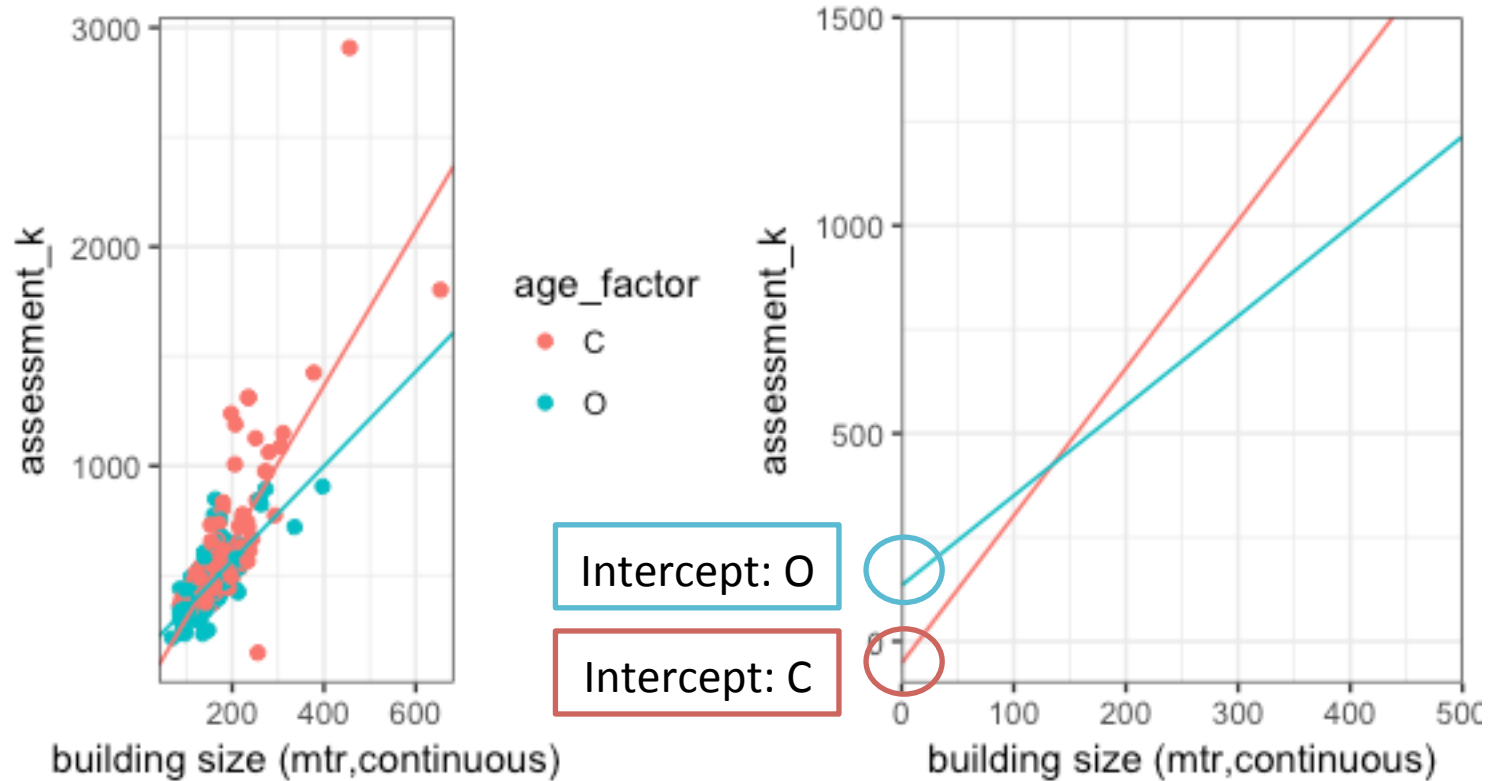 3000
2000
1000
assessment_k
200 400 600
building size (mtr,continuous)
age_factor
C
O
Intercept: O
Intercept: C
1500
1000
500
0
assessment_k
0 100 200 300 400 500
building size (mtr,continuous)